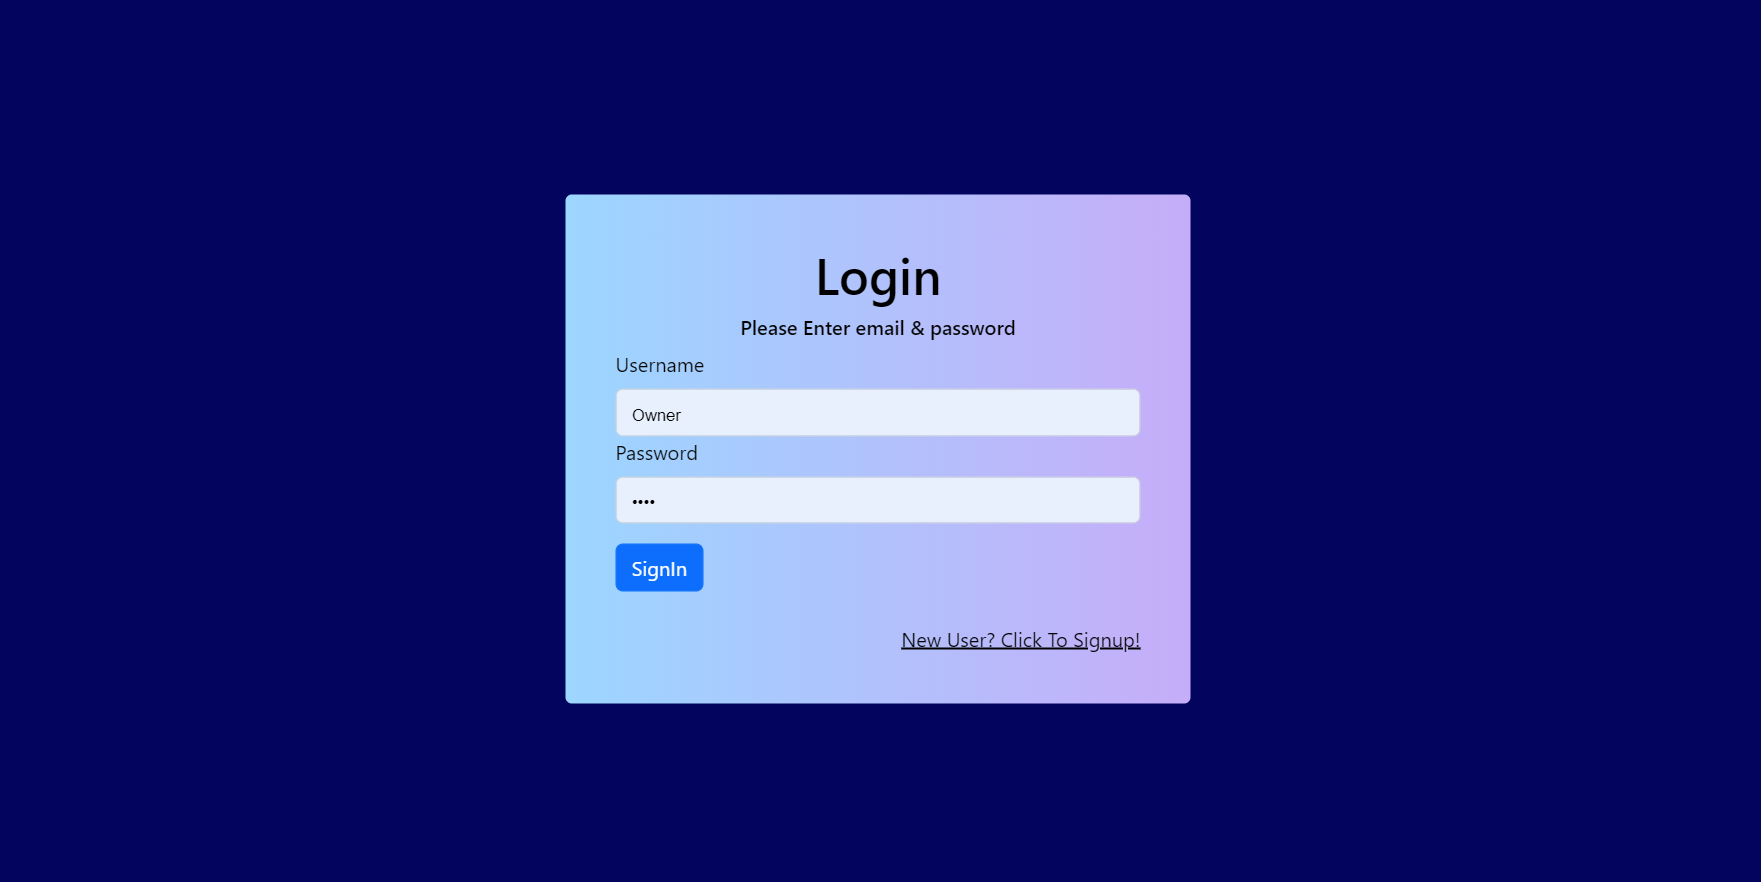 Login
Please Enter email & password
Username
Owner
Password
••••
SignIn
New User? Click To Signup!